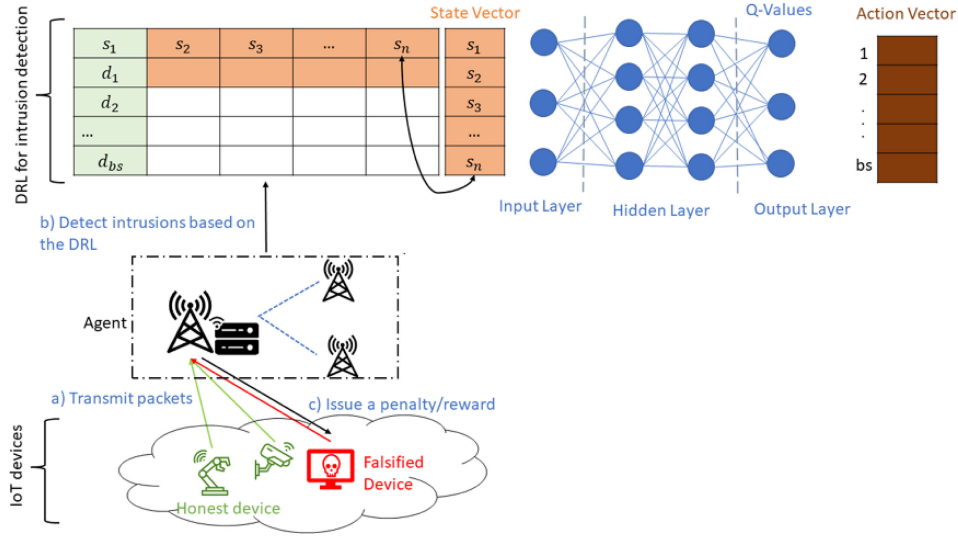 State Vector
Q-Values
Action Vector
DRL for intrusion detection
s₁ s₂ s₃ ... sₙ
d₁
d₂
...
d_bs
s₁
s₂
s₃
...
sₙ
1
2
.
.
.
bs
Input Layer
Hidden Layer
Output Layer
b) Detect intrusions based on
the DRL
Agent
a) Transmit packets
c) Issue a penalty/reward
IoT devices
Falsified
Device
Honest device